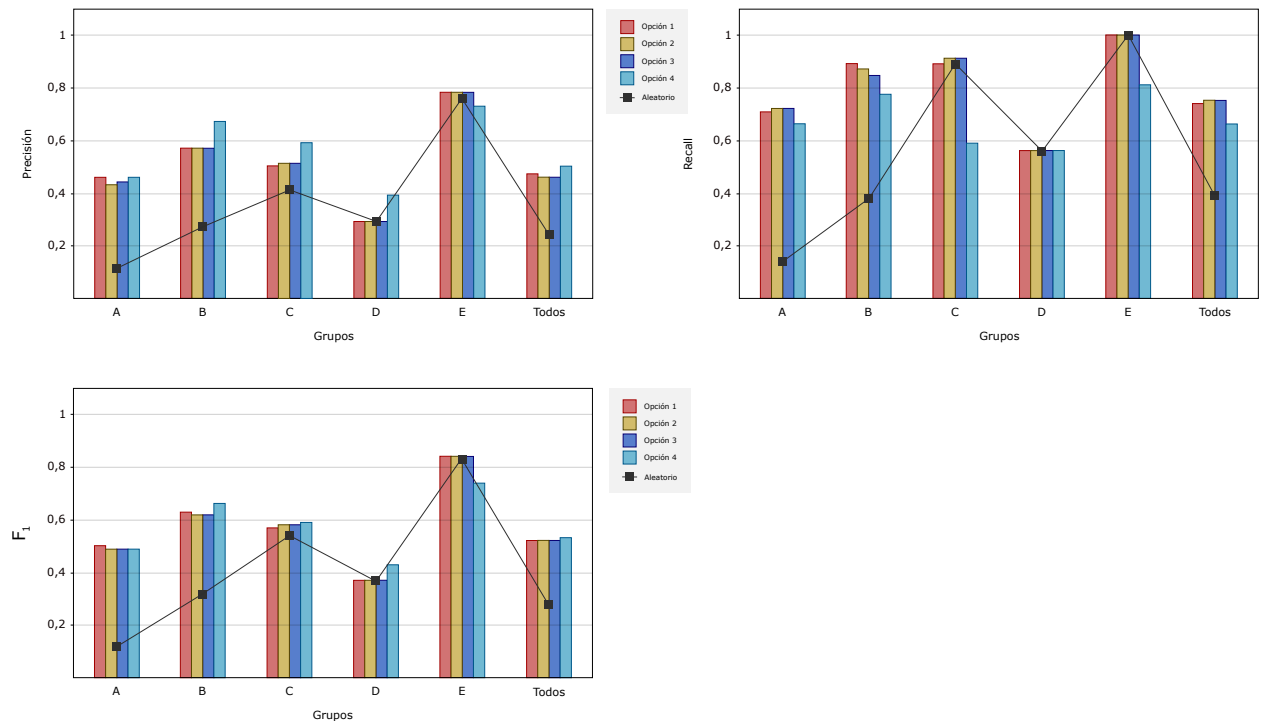 1
0,8
0,6
0,4
0,2
Precisión
A B C D E Todos
Grupos
Opción 1
Opción 2
Opción 3
Opción 4
Aleatorio
1
0,8
0,6
0,4
0,2
Recall
A B C D E Todos
Grupos
1
0,8
0,6
0,4
0,2
F1
A B C D E Todos
Grupos
Opción 1
Opción 2
Opción 3
Opción 4
Aleatorio